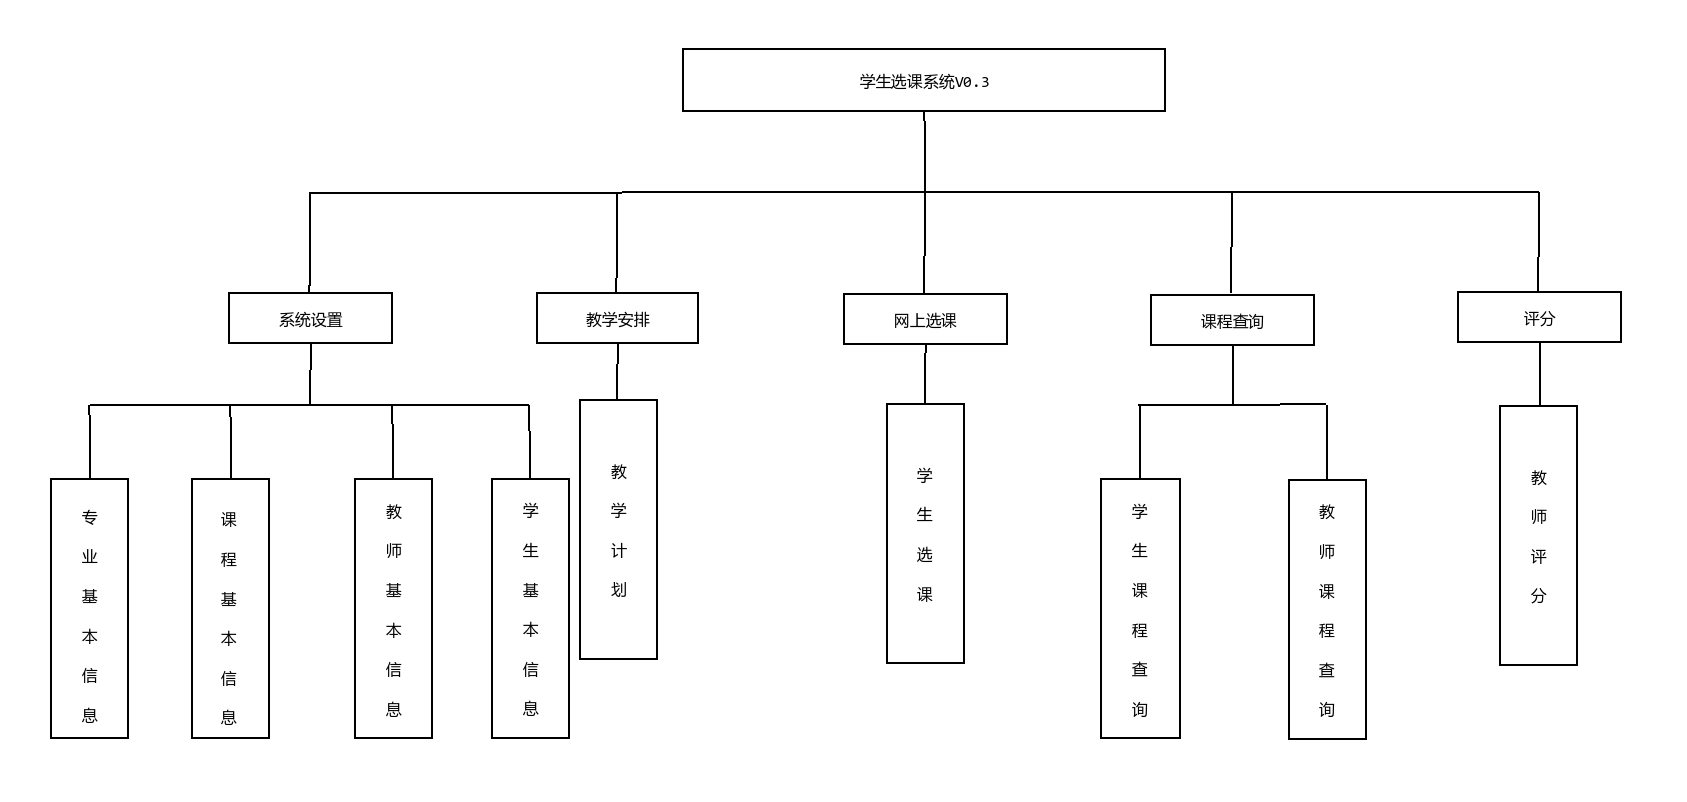 学生选课系统V0.3
系统设置
教学安排
网上选课
课程查询
评分
专业基本信息
课程基本信息
教师基本信息
学生基本信息
教学计划
学生选课
学生课程查询
教师课程查询
教师评分